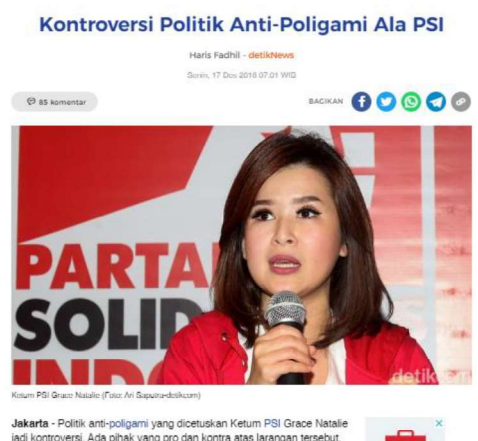 Kontroversi Politik Anti-Poligami Ala PSI
Haris Fadhil - detikNews
Senin, 17 Des 2018 07:01 WIB
85 komentar
BAGIKAN
PARTA
SOLID
INDO
detikcom
Ketum PSI Grace Natalie (Foto: Ari Saputra-detikcom)
Jakarta - Politik anti-poligami yang dicetuskan Ketum PSI Grace Natalie
jadi kontroversi. Ada pihak yang pro dan kontra atas larangan tersebut.